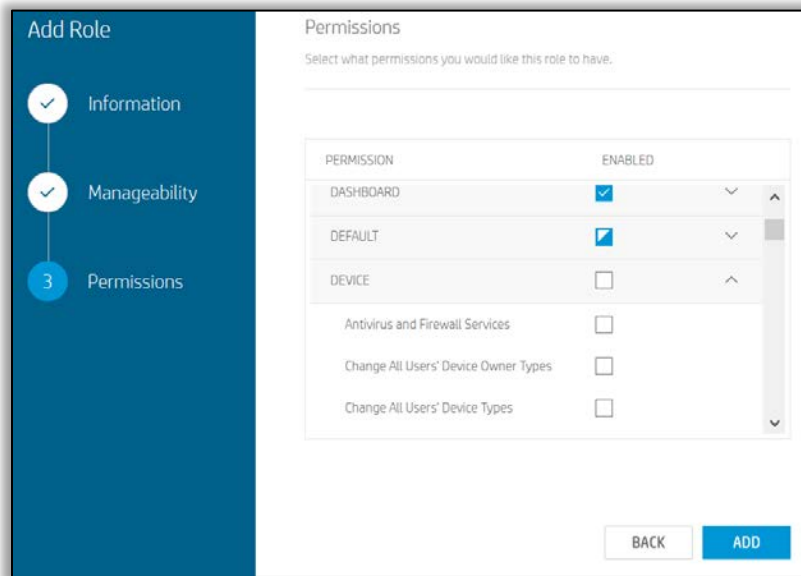 Add Role
Information
Manageability
3 Permissions
Permissions
Select what permissions you would like this role to have.
PERMISSION ENABLED
DASHBOARD
DEFAULT
DEVICE
Antivirus and Firewall Services
Change All Users' Device Owner Types
Change All Users' Device Types
BACK ADD